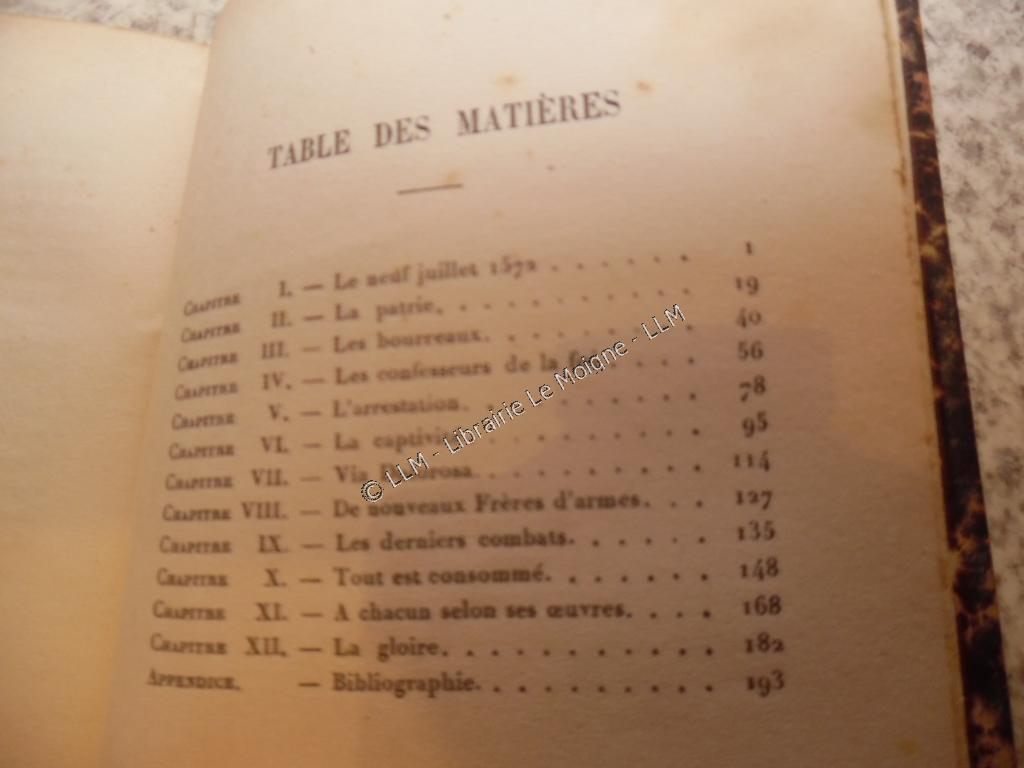 TABLE DES MATIÈRES
CHAPITRE I. — Le neuf juillet 1572 . . . . . . 1
CHAPITRE II. — La patrie. . . . . . . . . 19
CHAPITRE III. — Les bourreaux. . . . . . . . 40
CHAPITRE IV. — Les confesseurs de la . . . 56
CHAPITRE V. — L'arrestation. . . . . . . . 78
CHAPITRE VI. — La . . . . . . . . 95
CHAPITRE VII. — Via . . . . . . . . 114
CHAPITRE VIII. — De nouveaux Frères d'armes. . . 127
CHAPITRE IX. — Les derniers combats. . . . . . 135
CHAPITRE X. — Tout est consommé. . . . . . 148
CHAPITRE XI. — A chacun selon ses œuvres. . . . 168
CHAPITRE XII. — La gloire. . . . . . . . . 182
APPENDICE. — Bibliographie. . . . . . . . 193
© LLM - Librairie Le Moigne - LLM